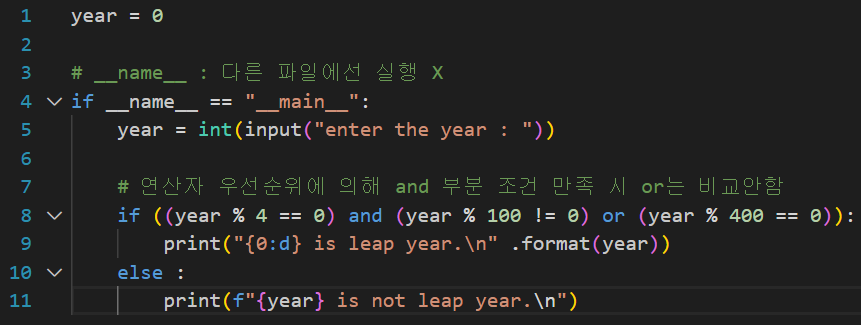 1 year = 0
2
3 # __name__ : 다른 파일에선 실행 X
4 if __name__ == "__main__":
5 year = int(input("enter the year : "))
6
7 # 연산자 우선순위에 의해 and 부분 조건 만족 시 or는 비교안함
8 if ((year % 4 == 0) and (year % 100 != 0) or (year % 400 == 0)):
9 print("{0:d} is leap year.\n" .format(year))
10 else :
11 print(f"{year} is not leap year.\n")